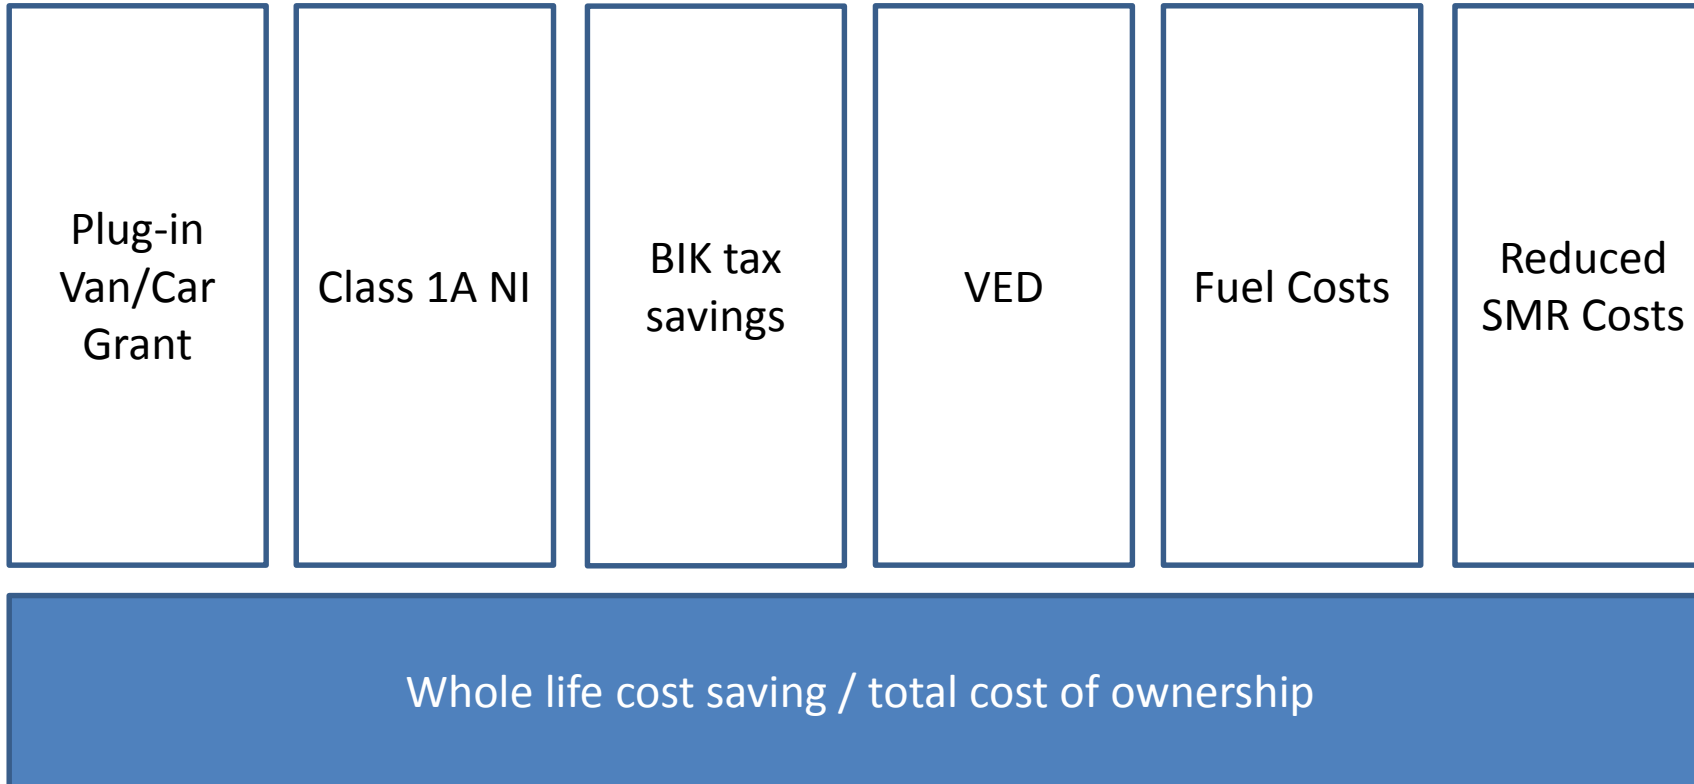 Plug-in
Van/Car
Grant
Class 1A NI
BIK tax
savings
VED
Fuel Costs
Reduced
SMR Costs
Whole life cost saving / total cost of ownership